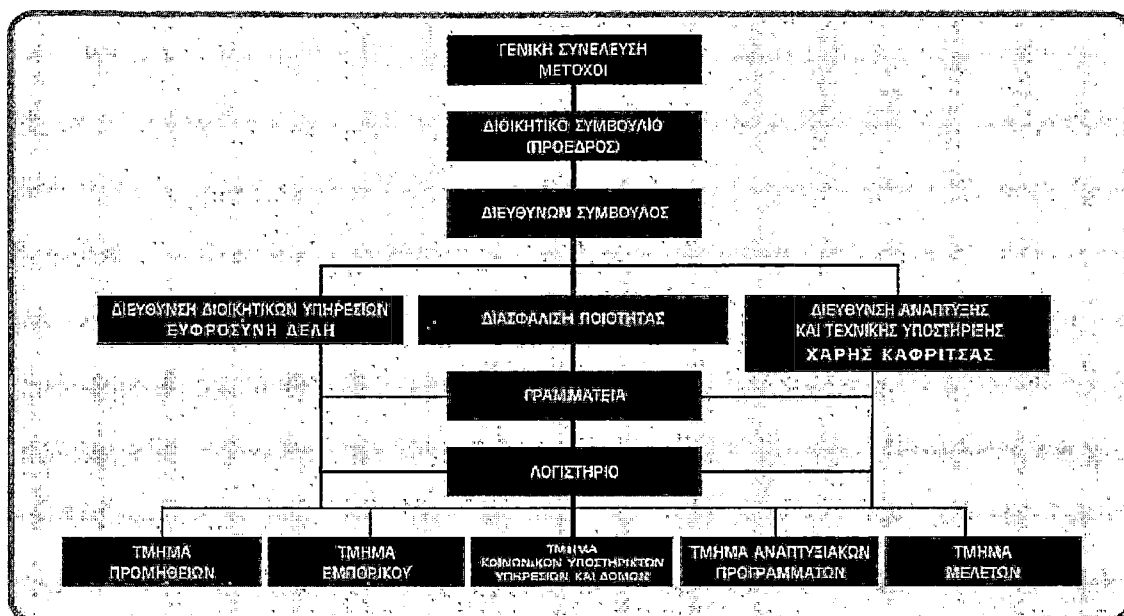 ΓΕΝΙΚΗ ΣΥΝΕΛΕΥΣΗ
ΜΕΤΟΧΟΙ
ΔΙΟΙΚΗΤΙΚΟ ΣΥΜΒΟΥΛΙΟ
(ΠΡΟΕΔΡΟΣ)
ΔΙΕΥΘΥΝΩΝ ΣΥΜΒΟΥΛΟΣ
ΔΙΕΥΘΥΝΣΗ ΔΙΟΙΚΗΤΙΚΩΝ ΥΠΗΡΕΣΙΩΝ
ΕΥΦΡΟΣΥΝΗ ΔΕΛΗ
ΔΙΑΣΦΑΛΙΣΗ ΠΟΙΟΤΗΤΑΣ
ΔΙΕΥΘΥΝΣΗ ΑΝΑΠΤΥΞΗΣ
ΚΑΙ ΤΕΧΝΙΚΗΣ ΥΠΟΣΤΗΡΙΞΗΣ
ΧΑΡΗΣ ΚΑΦΡΙΤΣΑΣ
ΓΡΑΜΜΑΤΕΙΑ
ΛΟΓΙΣΤΗΡΙΟ
ΤΜΗΜΑ
ΠΡΟΜΗΘΕΙΩΝ
ΤΜΗΜΑ
ΕΜΠΟΡΙΚΟΥ
ΤΜΗΜΑ
ΚΟΙΝΩΝΙΚΩΝ ΥΠΟΣΤΗΡΙΚΤΩΝ
ΥΠΗΡΕΣΙΩΝ ΚΑΙ ΔΟΜΩΝ
ΤΜΗΜΑ ΑΝΑΠΤΥΞΙΑΚΩΝ
ΠΡΟΓΡΑΜΜΑΤΩΝ
ΤΜΗΜΑ
ΜΕΛΕΤΩΝ